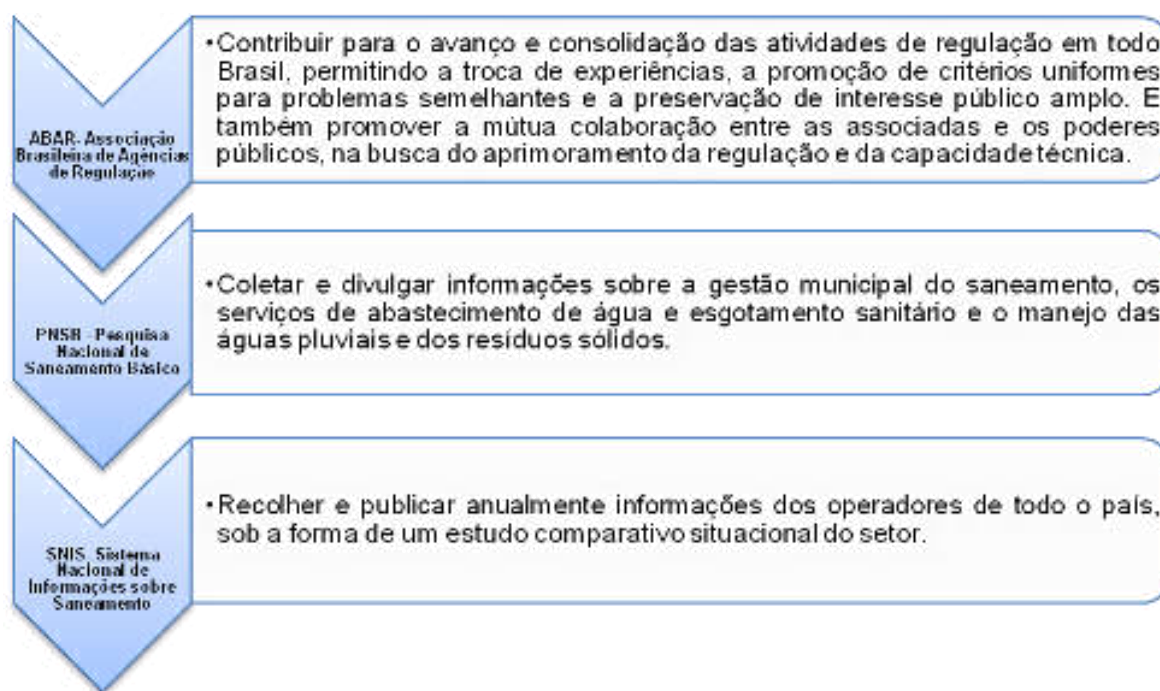 ABAR- Associação
Brasileira de Agências
de Regulação
•Contribuir para o avanço e consolidação das atividades de regulação em todo
Brasil, permitindo a troca de experiências, a promoção de critérios uniformes
para problemas semelhantes e a preservação de interesse público amplo. E
também promover a mútua colaboração entre as associadas e os poderes
públicos, na busca do aprimoramento da regulação e da capacidade técnica.
PNSB - Pesquisa
Nacional de
Saneamento Básico
•Coletar e divulgar informações sobre a gestão municipal do saneamento, os
serviços de abastecimento de água e esgotamento sanitário e o manejo das
águas pluviais e dos resíduos sólidos.
SNIS. Sistema
Nacional de
Informações sobre
Saneamento
•Recolher e publicar anualmente informações dos operadores de todo o país,
sob a forma de um estudo comparativo situacional do setor.